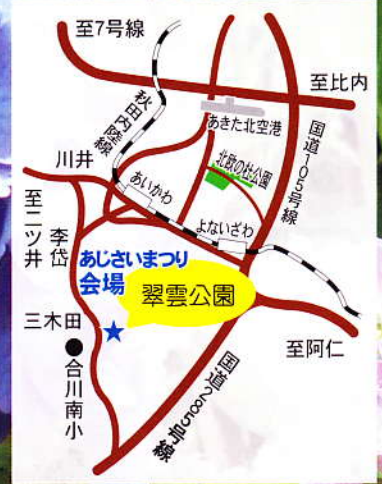 至7号線
至比内
秋田内陸線
あきた北空港
国道105号線
川井
北欧の杜公園
あいかわ
至二ツ井
李岱
よないざわ
あじさいまつり
会場
翠雲公園
三木田
合川南小
至阿仁
国道285号線